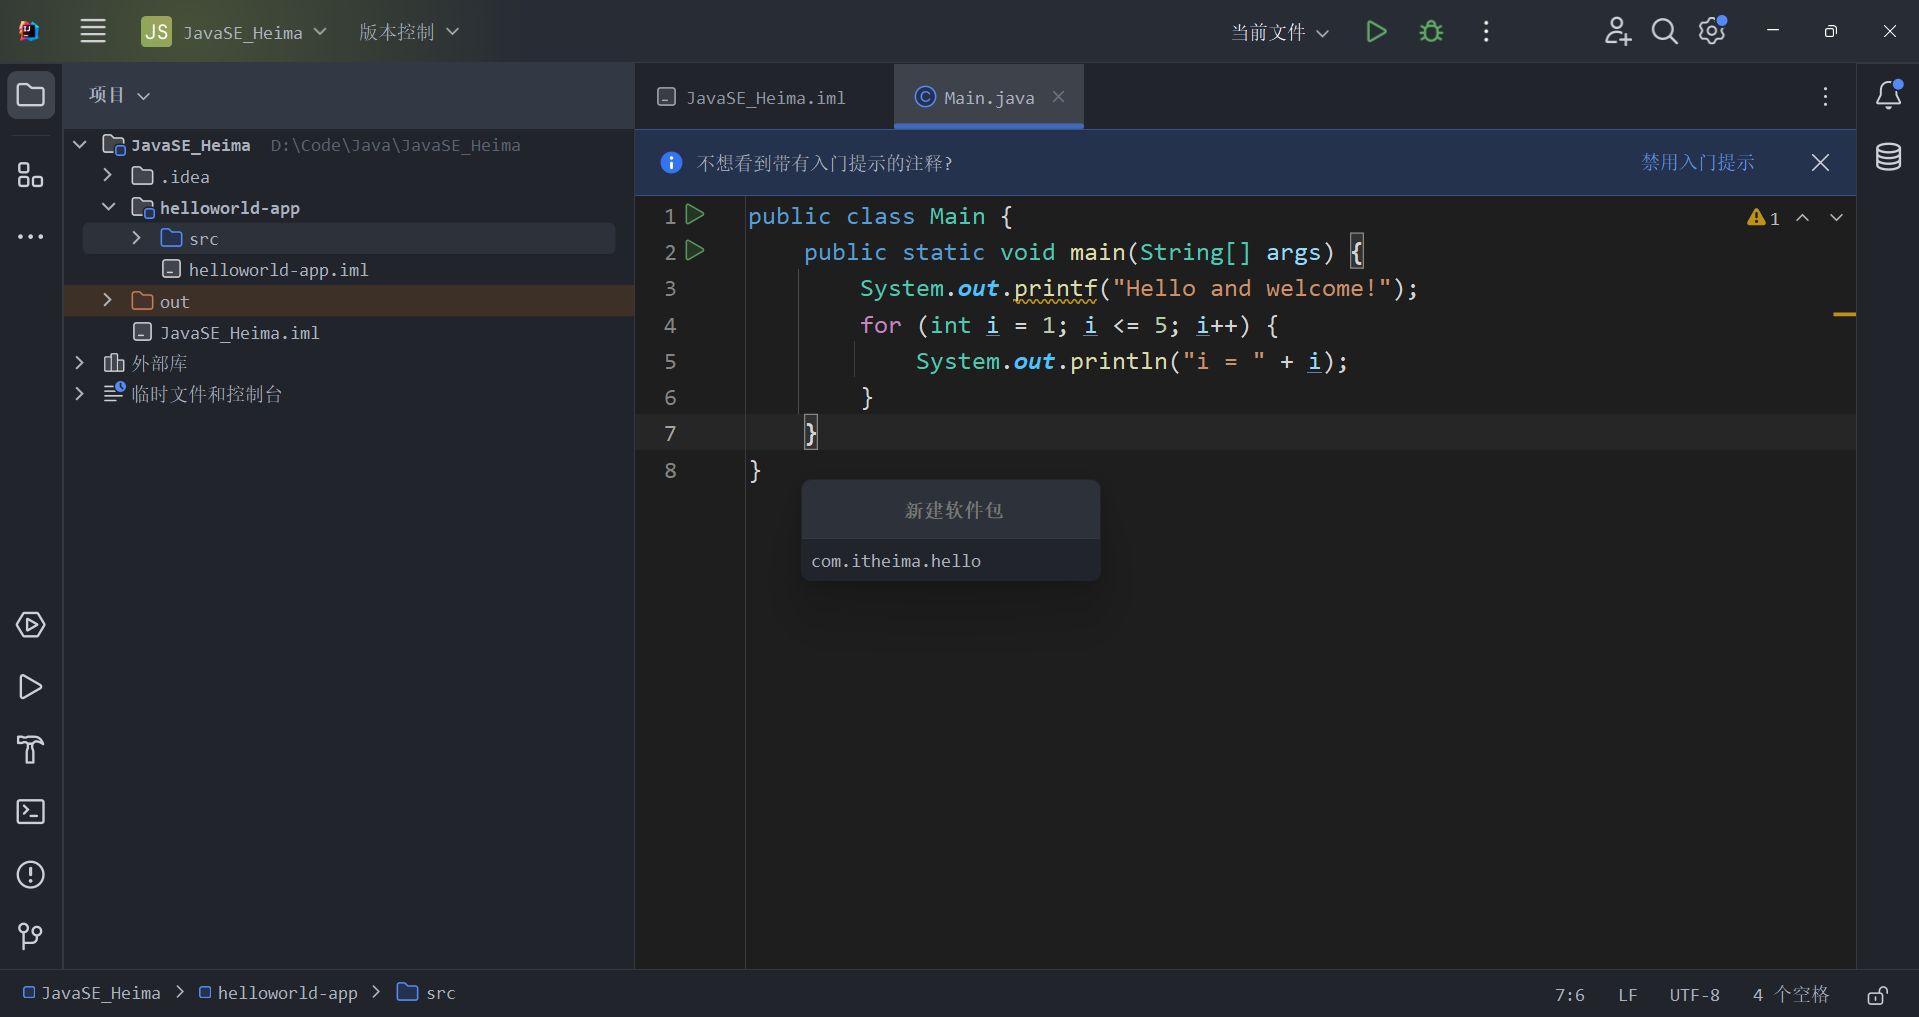 JS JavaSE_Heima 版本控制 当前文件
项目
JavaSE_Heima D:\Code\Java\JavaSE_Heima
.idea
helloworld-app
src
helloworld-app.iml
out
JavaSE_Heima.iml
外部库
临时文件和控制台
JavaSE_Heima.iml Main.java
不想看到带有入门提示的注释? 禁用入门提示
1 public class Main {
2 public static void main(String[] args) {
3 System.out.printf("Hello and welcome!");
4 for (int i = 1; i <= 5; i++) {
5 System.out.println("i = " + i);
6 }
7 }
8 }
1
新建软件包
com.itheima.hello
JavaSE_Heima > helloworld-app > src 7:6 LF UTF-8 4 个空格